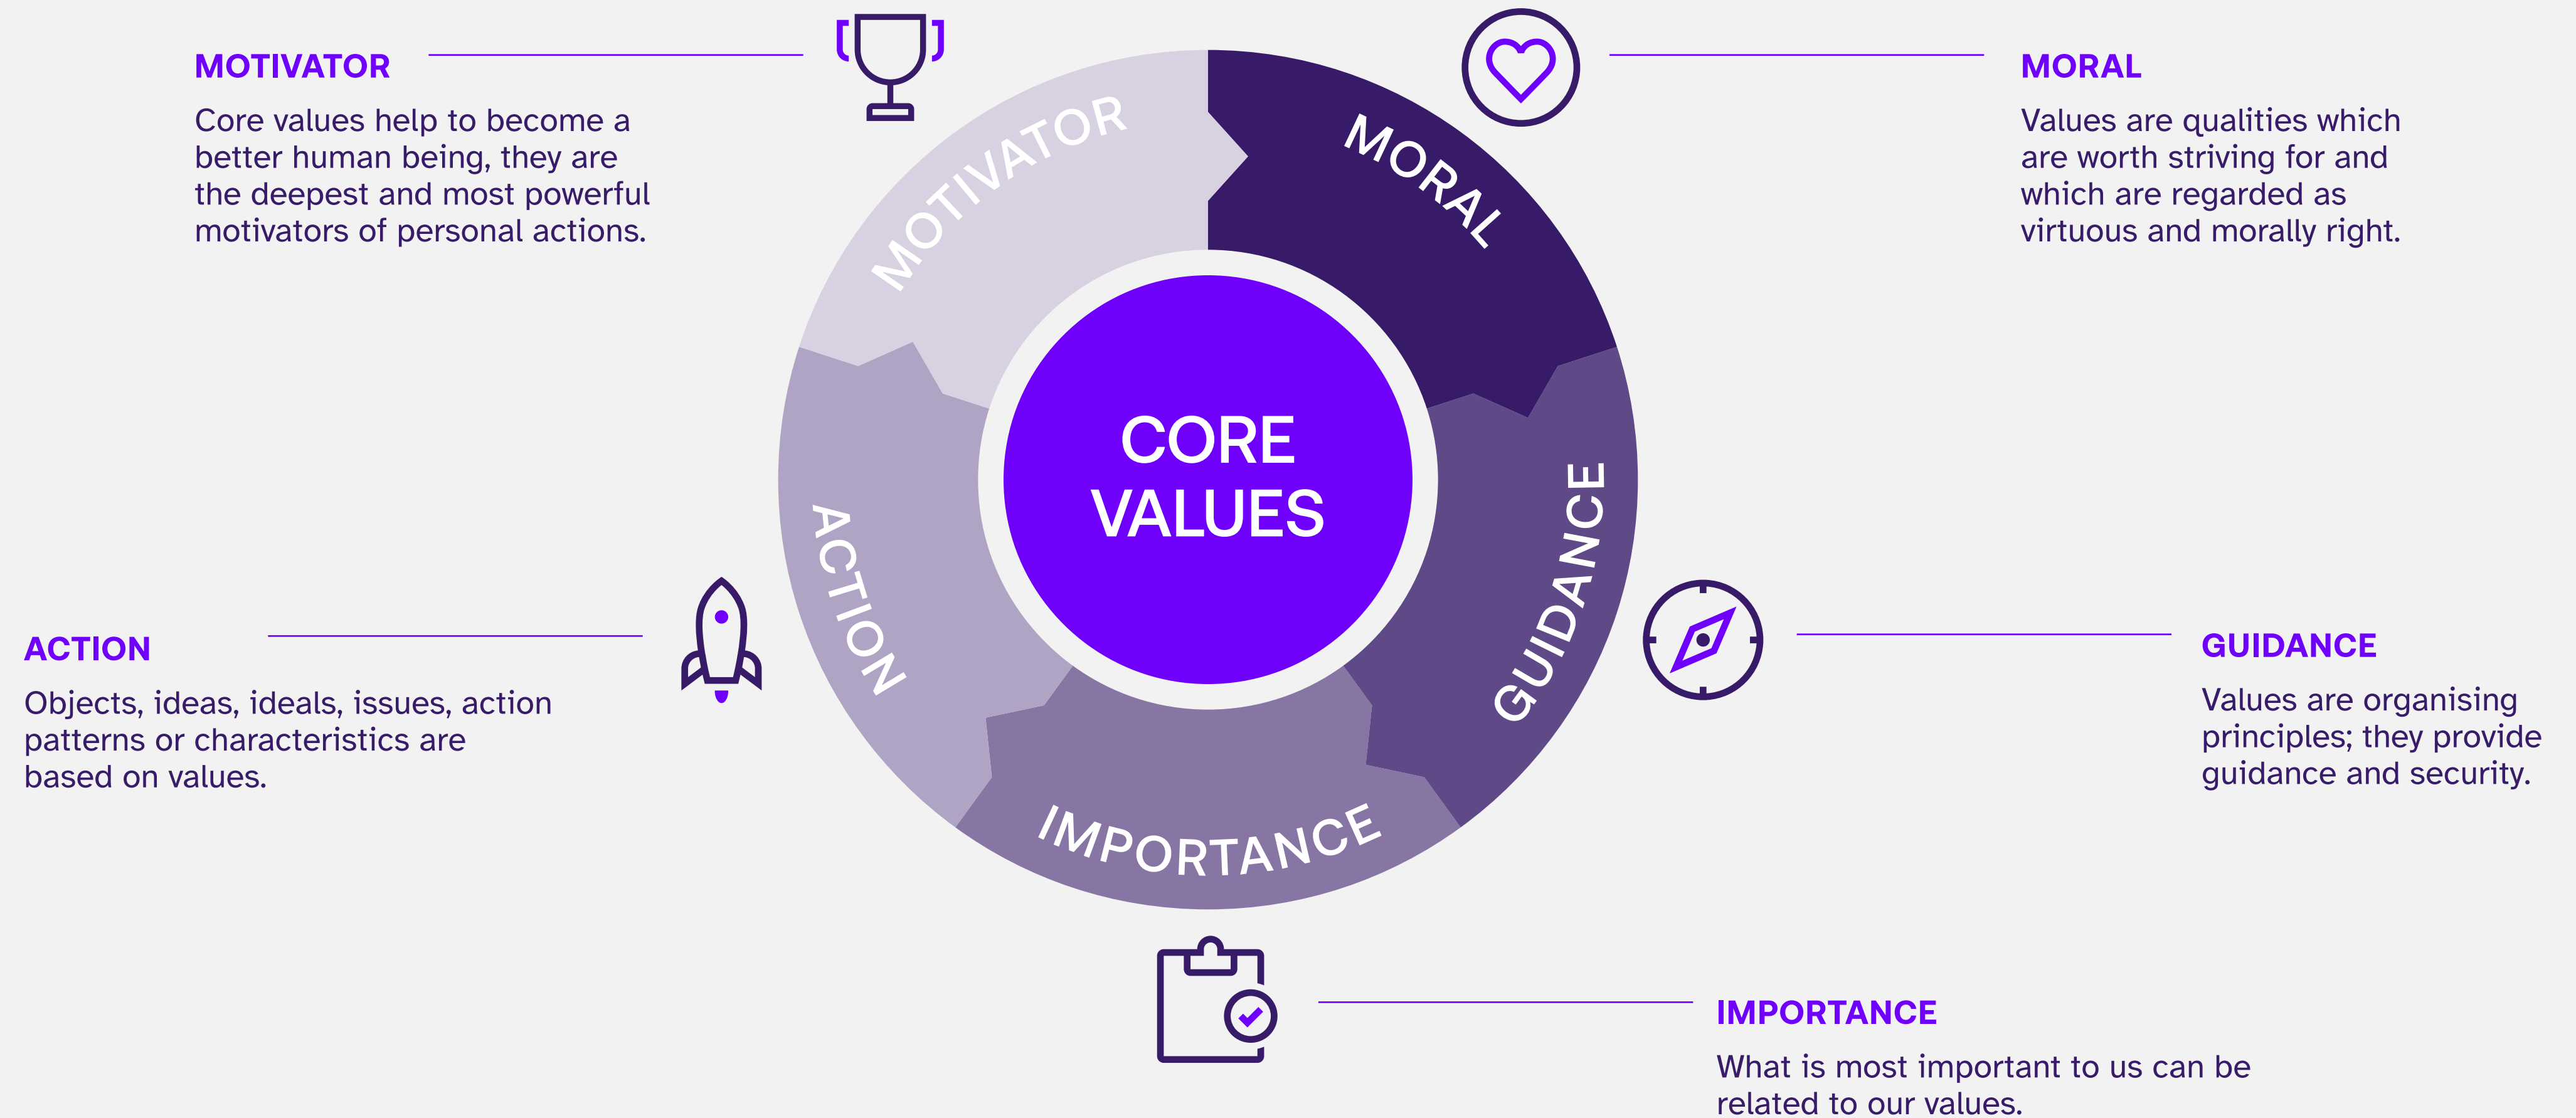 MOTIVATOR
Core values help to become a
better human being, they are
the deepest and most powerful
motivators of personal actions.
MORAL
Values are qualities which
are worth striving for and
which are regarded as
virtuous and morally right.
MOTIVATOR
MORAL
CORE
VALUES
ACTION
GUIDANCE
IMPORTANCE
ACTION
Objects, ideas, ideals, issues, action
patterns or characteristics are
based on values.
GUIDANCE
Values are organising
principles; they provide
guidance and security.
IMPORTANCE
What is most important to us can be
related to our values.